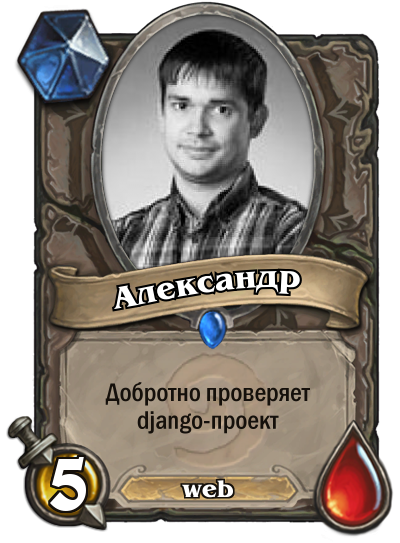 Александр
Добротно проверяет
django-проект
5
web